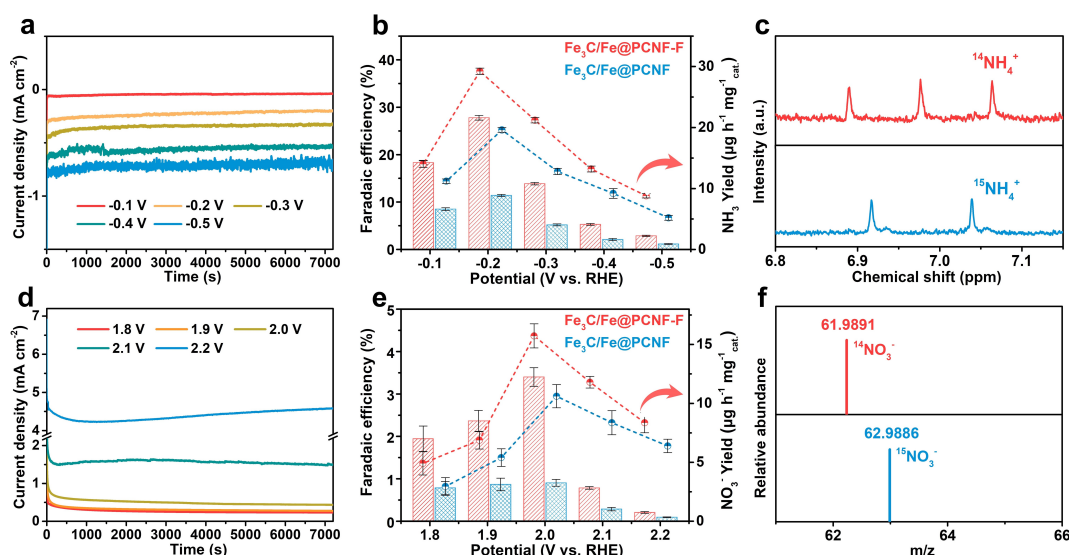 a
Current density (mA cm⁻²)
0
-1
-0.1 V -0.2 V -0.3 V
-0.4 V -0.5 V
0 1000 2000 3000 4000 5000 6000 7000
Time (s)
b
Faradaic efficiency (%)
40
30
20
10
0
Fe₃C/Fe@PCNF-F
Fe₃C/Fe@PCNF
30
20
10
0
NH₃ Yield (μg h⁻¹ mg⁻¹cat.)
-0.1 -0.2 -0.3 -0.4 -0.5
Potential (V vs. RHE)
c
Intensity (a.u.)
¹⁴NH₄⁺
¹⁵NH₄⁺
6.8 6.9 7.0 7.1
Chemical shift (ppm)
d
Current density (mA cm⁻²)
7
6
5
4
2
1
0
1.8 V 1.9 V 2.0 V
2.1 V 2.2 V
0 1000 2000 3000 4000 5000 6000 7000
Time (s)
e
Faradaic efficiency (%)
5
4
3
2
1
0
Fe₃C/Fe@PCNF-F
Fe₃C/Fe@PCNF
15
10
5
0
NO₃⁻ Yield (μg h⁻¹ mg⁻¹cat.)
1.8 1.9 2.0 2.1 2.2
Potential (V vs. RHE)
f
Relative abundance
61.9891
¹⁴NO₃⁻
62.9886
¹⁵NO₃⁻
62 64 66
m/z